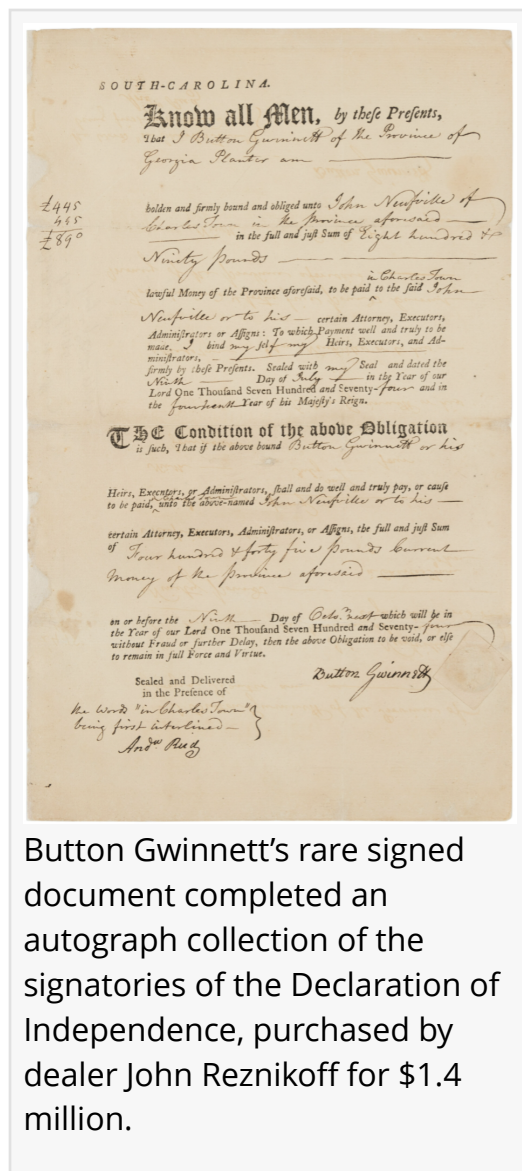 SOUTH-CAROLINA.
Know all Men, by theſe Preſents,
That I Button Gwinnett of the Province of
Georgia Planter am
£445
445
£890
holden and firmly bound and obliged unto John Neufville of
Charles Town in the Province aforesaid
in the full and juſt Sum of Eight hundred &
Ninety pounds
in Charles Town
lawful Money of the Province aforeſaid, to be paid ‸ to the ſaid John
Neufville or to his certain Attorney, Executors,
Adminiſtrators or Aſſigns: To which Payment well and truly to be
made, I bind my self my Heirs, Executors, and Ad-
miniſtrators,
firmly by theſe Preſents. Sealed with my Seal and dated the
Ninth Day of July in the Year of our
Lord One Thouſand Seven Hundred and Seventy-four and in
the fourteenth Year of his Majeſty's Reign.
THE Condition of the above Obligation
is ſuch, That if the above bound Button Gwinnett or his
Heirs, Executors, or Adminiſtrators, ſhall and do well and truly pay, or cauſe
in Charles Town
to be paid, ‸ unto the above-named John Neufville or to his
certain Attorney, Executors, Adminiſtrators, or Aſſigns, the full and juſt Sum
of Four hundred & forty five pounds Current
Money of the Province aforesaid
on or before the Ninth Day of Octo.r next which will be in
the Year of our Lord One Thouſand Seven Hundred and Seventy-four
without Fraud or further Delay, then the above Obligation to be void, or elſe
to remain in full Force and Virtue.
Button Gwinnett
Sealed and Delivered
in the Preſence of
the Words "in Charles Town"
being first interlined
And.w Reid
Button Gwinnett’s rare signed
document completed an
autograph collection of the
signatories of the Declaration of
Independence, purchased by
dealer John Reznikoff for $1.4
million.